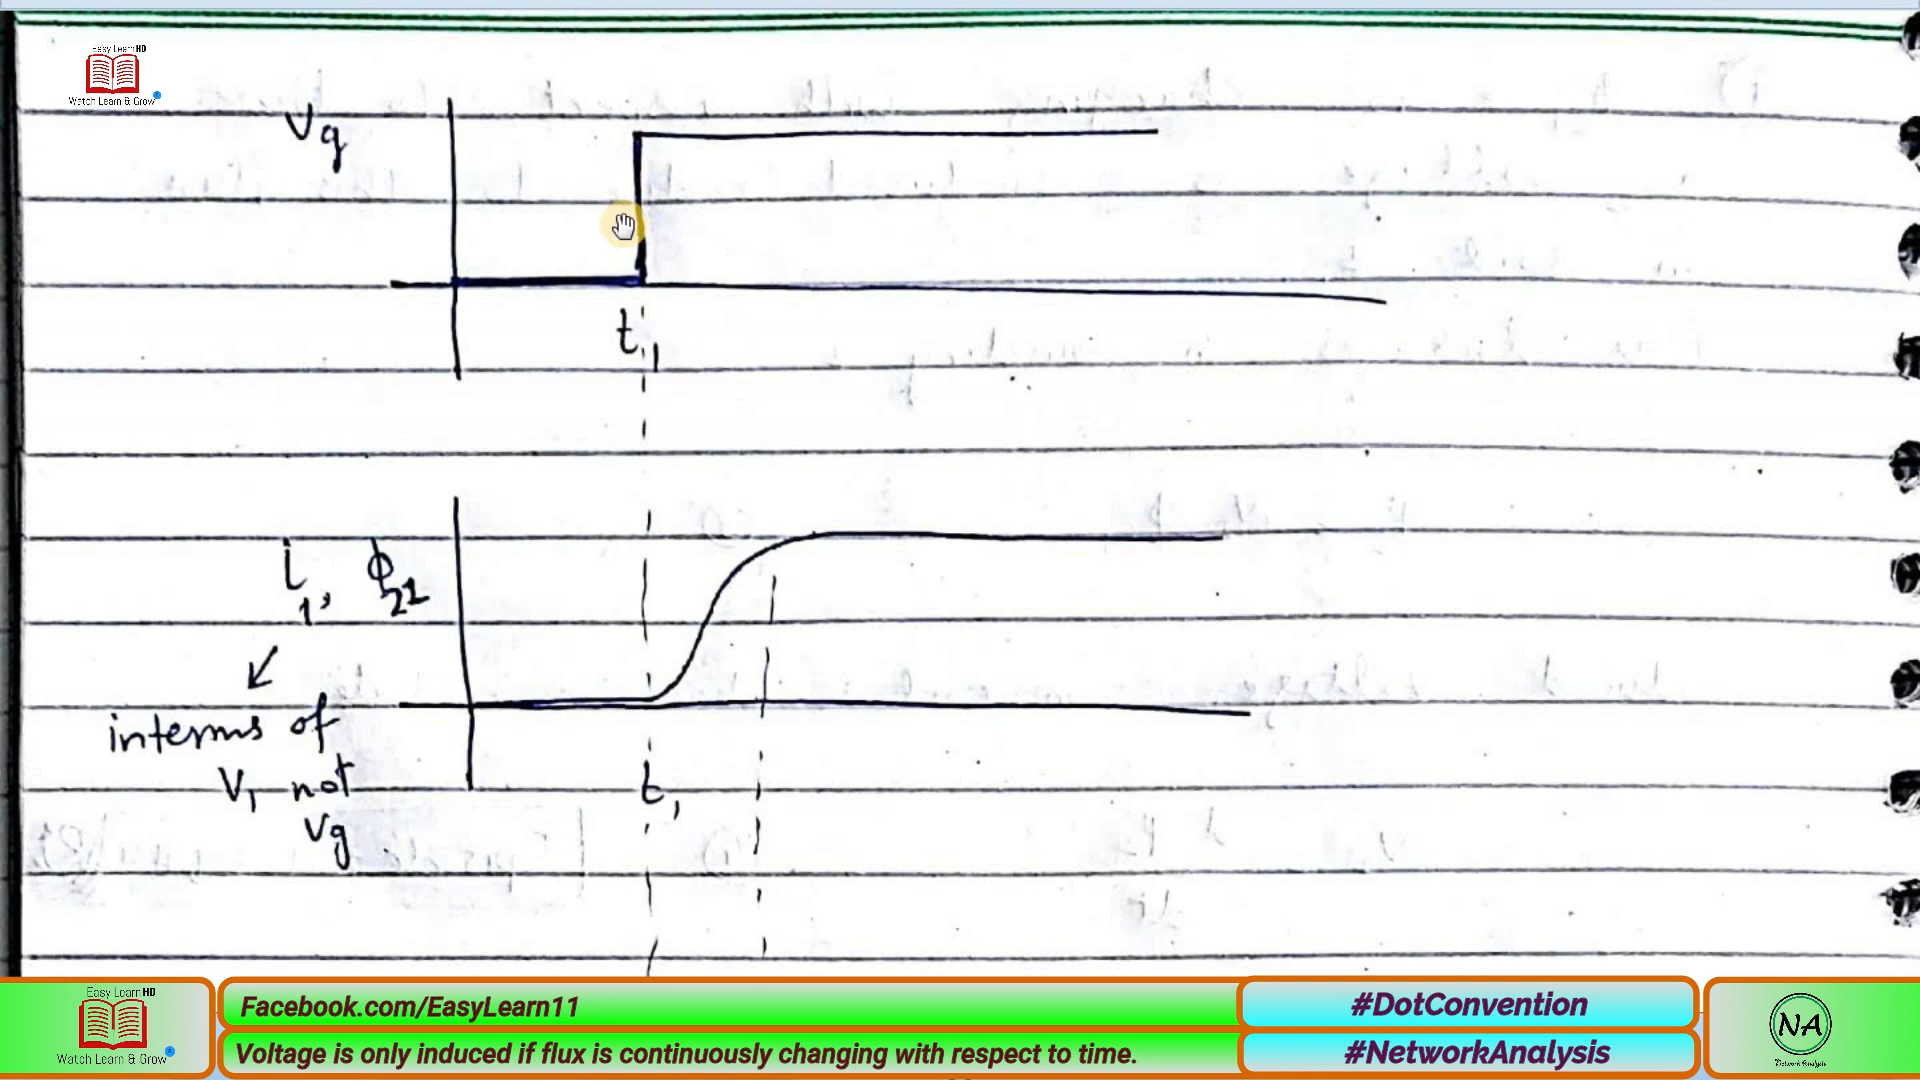 Easy Learn HD
Watch Learn & Grow
Vg
t1
i1, ϕ21
interms of
V1 not
Vg
t1
Easy Learn HD
Watch Learn & Grow
Facebook.com/EasyLearn11
Voltage is only induced if flux is continuously changing with respect to time.
#DotConvention
#NetworkAnalysis
NA
Network Analysis